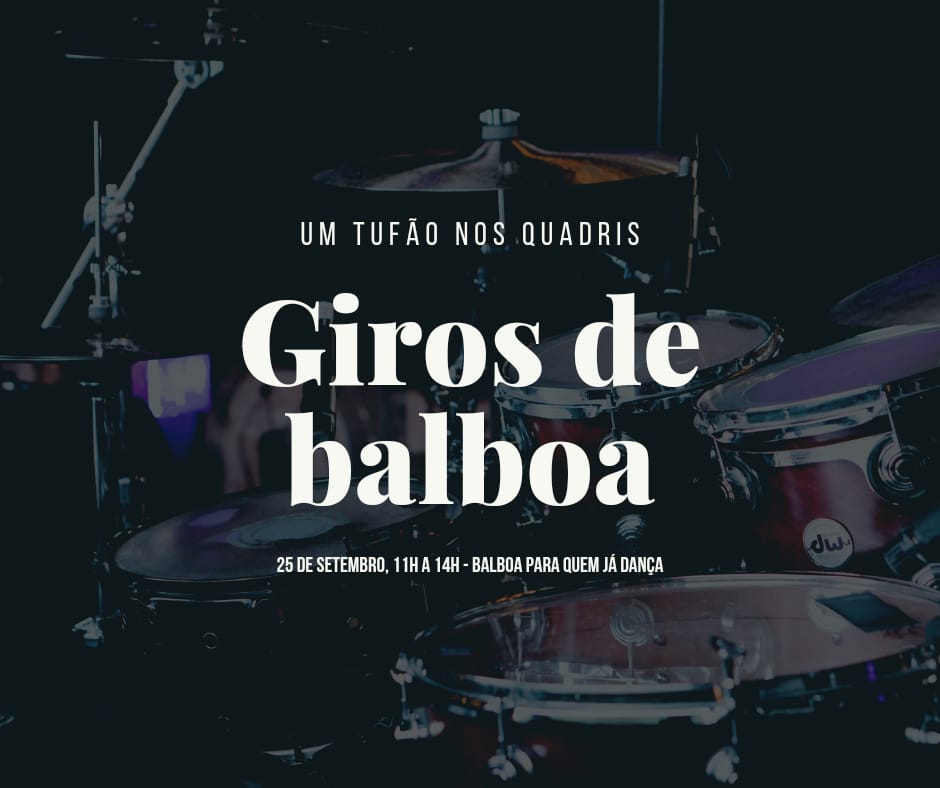 UM TUFÃO NOS QUADRIS
Giros de
balboa
25 DE SETEMBRO, 11H A 14H - BALBOA PARA QUEM JÁ DANÇA
dw